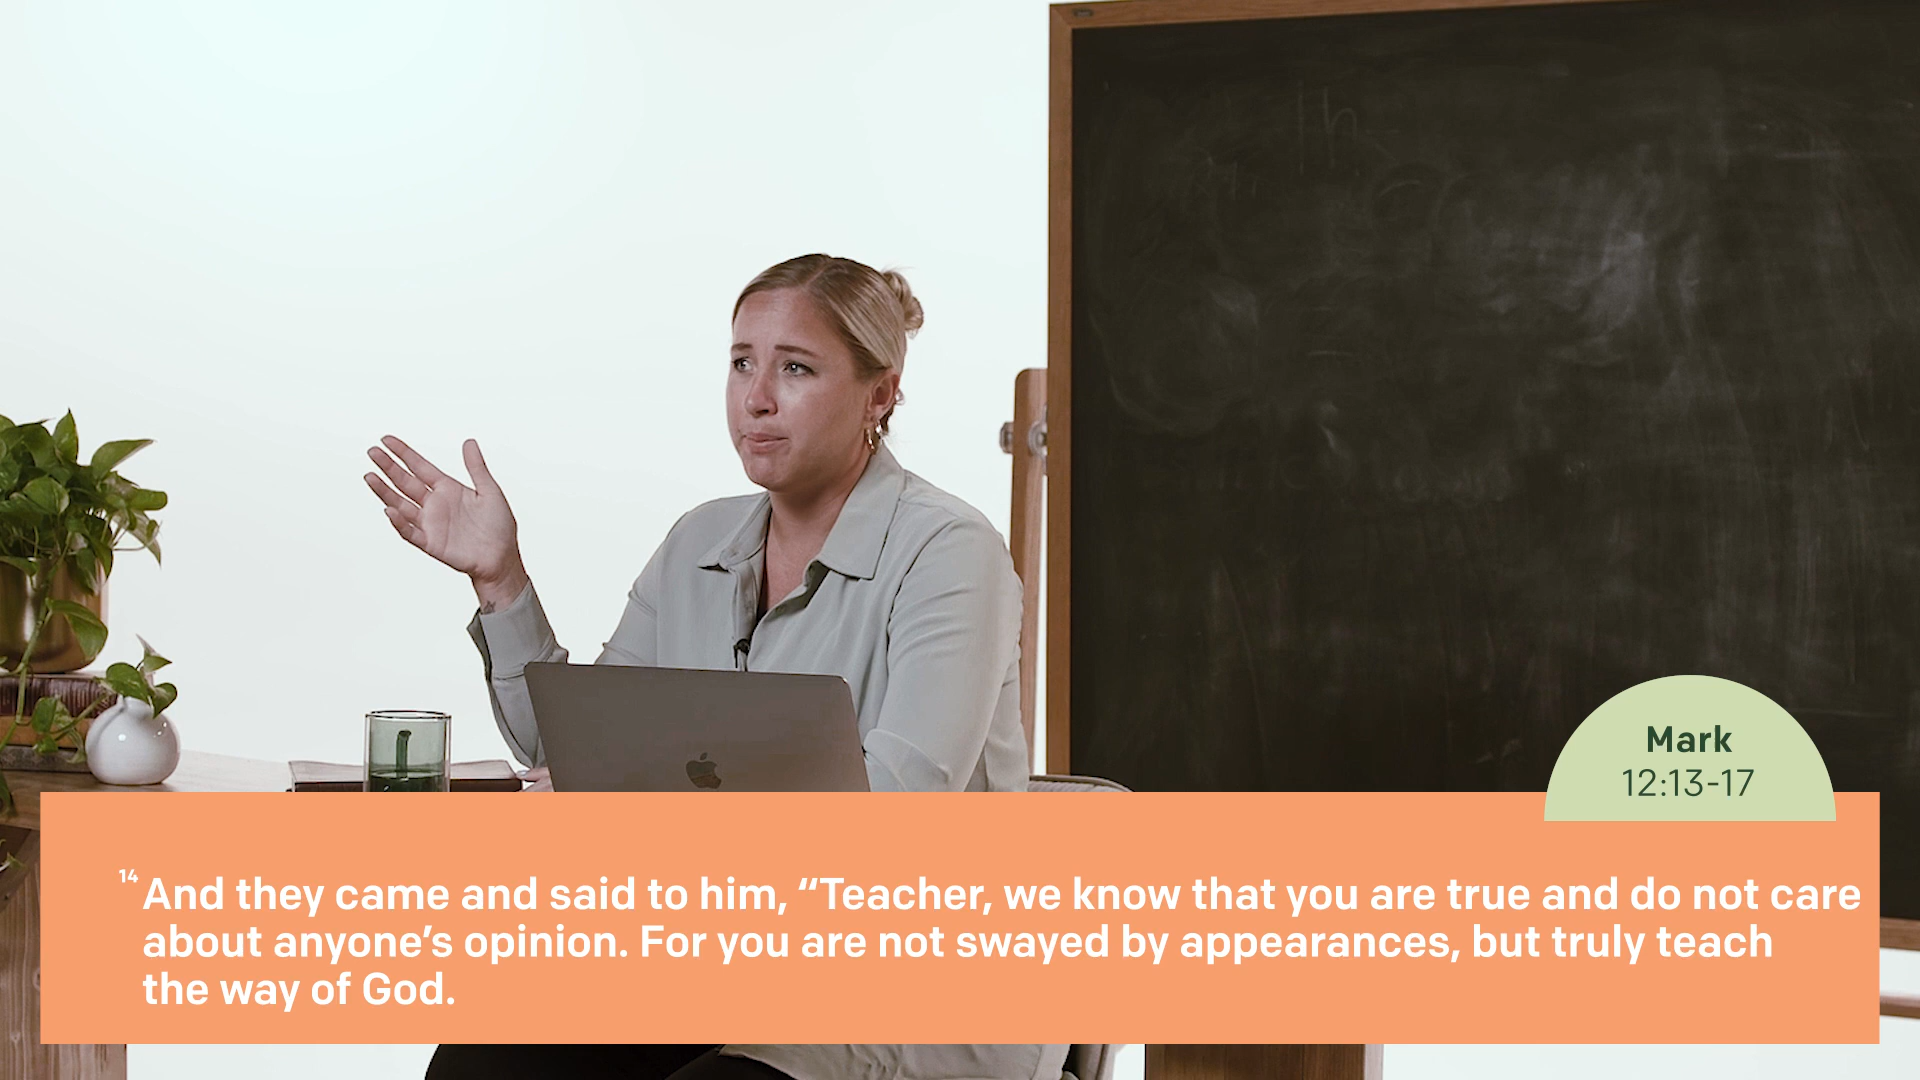 Mark
12:13-17
14 And they came and said to him, “Teacher, we know that you are true and do not care
about anyone’s opinion. For you are not swayed by appearances, but truly teach
the way of God.